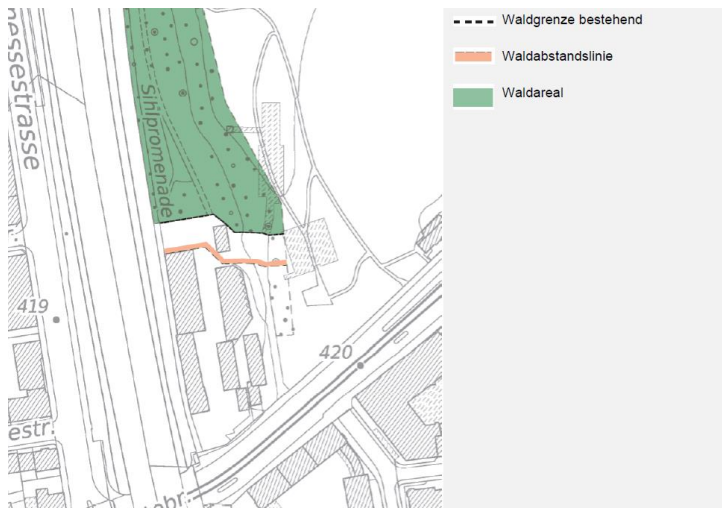 Waldgrenze bestehend
Waldabstandslinie
Waldareal
Sihlpromenade
419
420